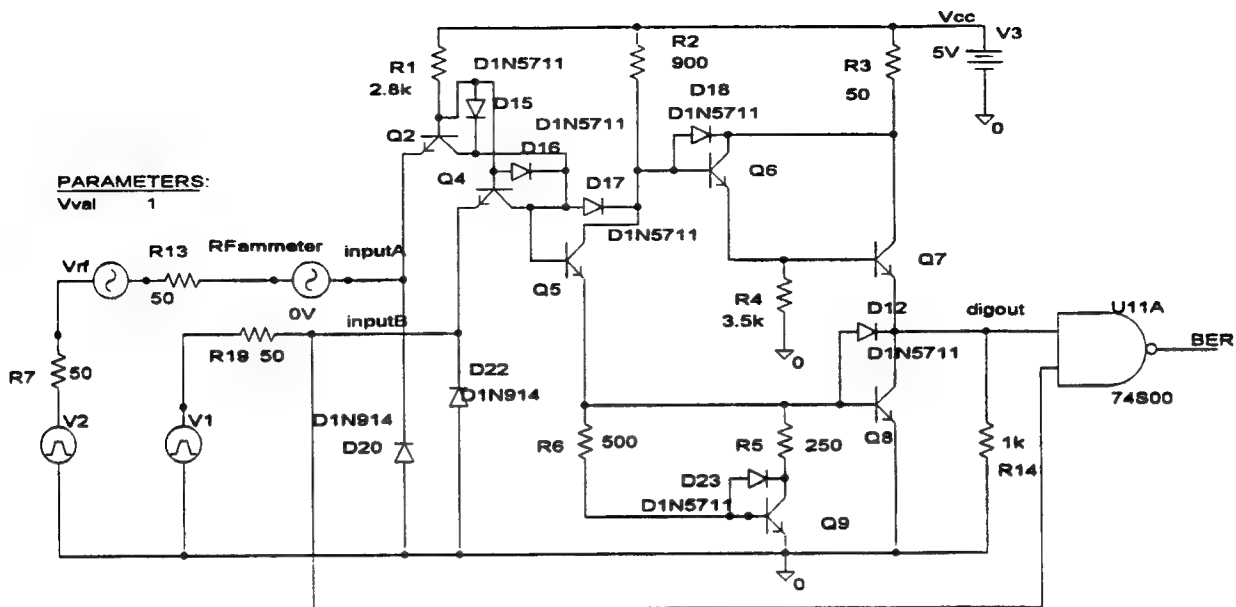 Vcc
V3
5V
0
R1
2.8k
D1N5711
D15
R2
900
D18
D1N5711
R3
50
Q2
D1N5711
D16
Q4
D17
D1N5711
Q6
PARAMETERS:
Vval 1
R13
50
RFammeter
0V
inputA
Vrf
Q5
Q7
R4
3.5k
0
D12
D1N5711
digout
U11A
BER
74S00
inputB
R19 50
R7
50
V2
V1
D22
D1N914
D1N914
D20
R6
500
R5
250
Q8
1k
R14
D23
D1N5711
Q9
0